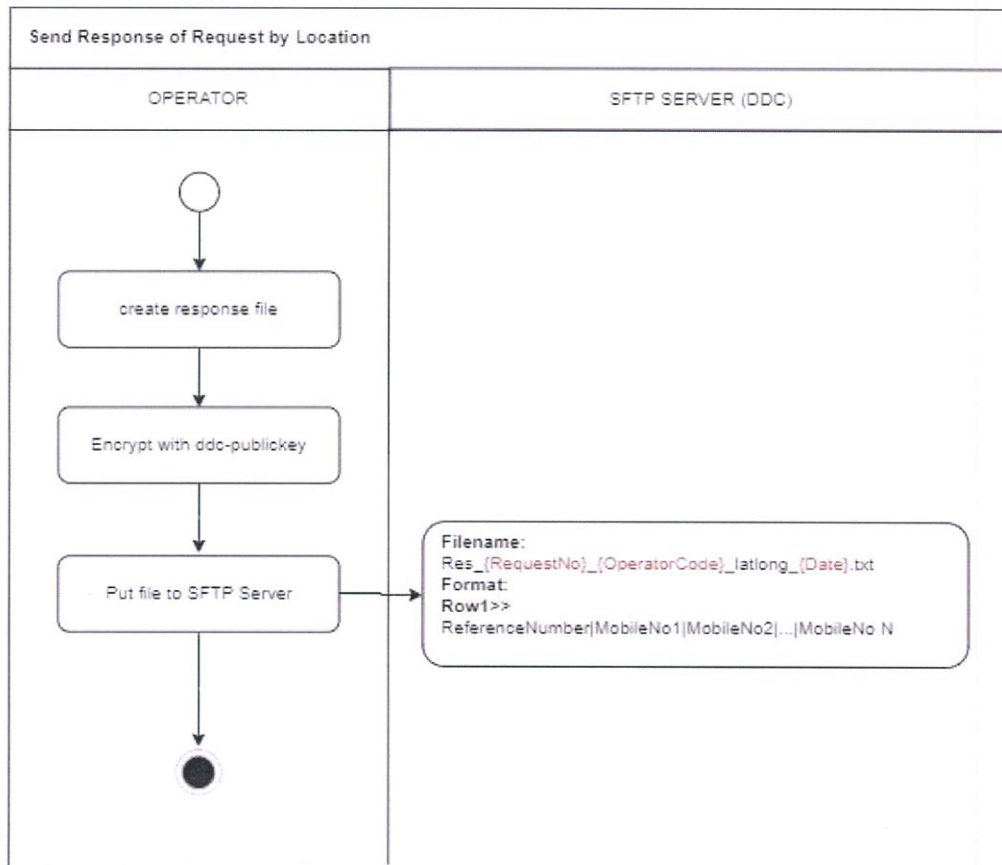 Send Response of Request by Location
OPERATOR
SFTP SERVER (DDC)
create response file
Encrypt with ddc-publickey
Put file to SFTP Server
Filename:
Res_{RequestNo}_{OperatorCode}_latlong_{Date}.txt
Format:
Row1>>
ReferenceNumber|MobileNo1|MobileNo2|...|MobileNo N